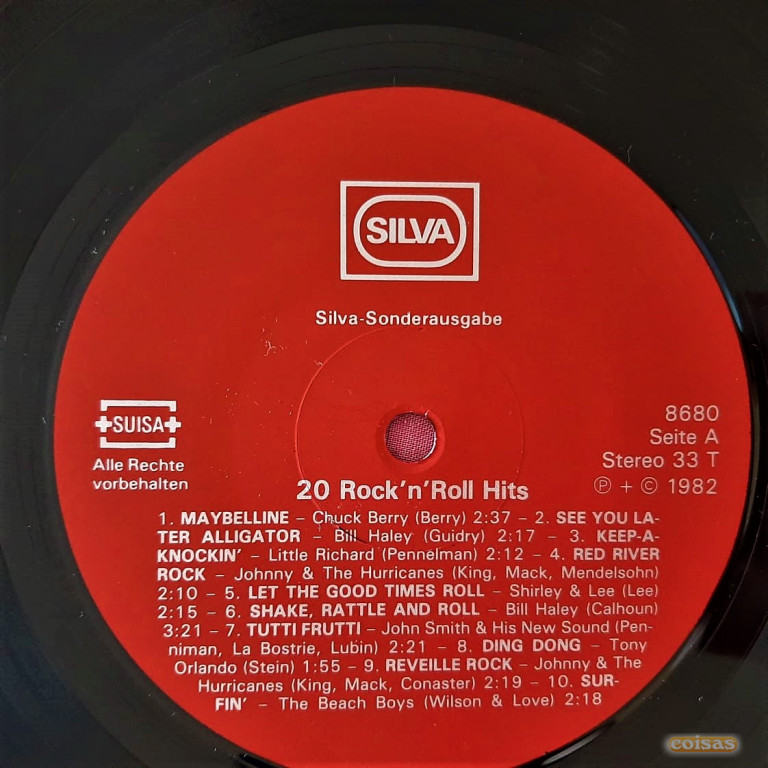 SILVA
Silva-Sonderausgabe
SUISA
Alle Rechte
vorbehalten
8680
Seite A
Stereo 33 T
Ⓟ + © 1982
20 Rock'n'Roll Hits
1. MAYBELLINE – Chuck Berry (Berry) 2:37 – 2. SEE YOU LA-
TER ALLIGATOR – Bill Haley (Guidry) 2:17 – 3. KEEP-A-
KNOCKIN' – Little Richard (Pennelman) 2:12 – 4. RED RIVER
ROCK – Johnny & The Hurricanes (King, Mack, Mendelsohn)
2:10 – 5. LET THE GOOD TIMES ROLL – Shirley & Lee (Lee)
2:15 – 6. SHAKE, RATTLE AND ROLL – Bill Haley (Calhoun)
3:21 – 7. TUTTI FRUTTI – John Smith & His New Sound (Pen-
niman, La Bostrie, Lubin) 2:21 – 8. DING DONG – Tony
Orlando (Stein) 1:55 – 9. REVEILLE ROCK – Johnny & The
Hurricanes (King, Mack, Conaster) 2:19 – 10. SUR-
FIN' – The Beach Boys (Wilson & Love) 2:18
coisas